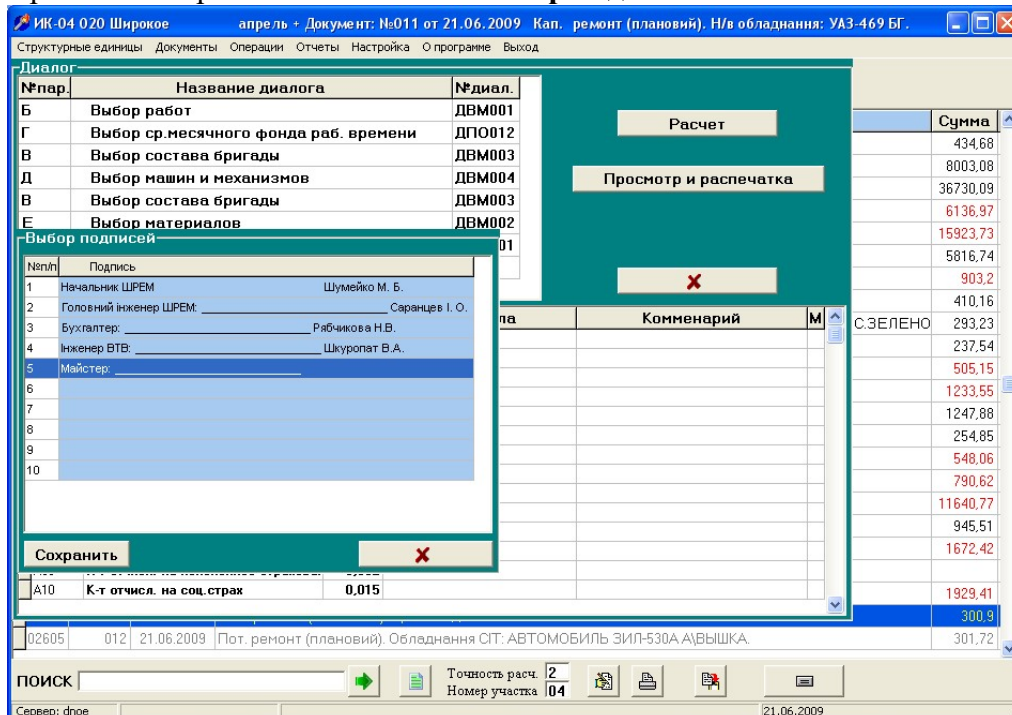 ИК-04 020 Широкое апрель + Документ: №011 от 21.06.2009 Кап. ремонт (плановий). Н/в обладнання: УАЗ-469 БГ.
Структурные единицы Документы Операции Отчеты Настройка О программе Выход
Диалог
№пар. Название диалога №диал.
Б Выбор работ ДВМ001
Г Выбор ср.месячного фонда раб. времени ДПО012
В Выбор состава бригады ДВМ003
Д Выбор машин и механизмов ДВМ004
В Выбор состава бригады ДВМ003
Е Выбор материалов ДВМ002
01
Расчет
Просмотр и распечатка
Выбор подписей
№п/п Подпись
1 Начальник ШРЕМ Шумейко М. Б.
2 Головний інженер ШРЕМ: Саранцев І. О.
3 Бухгалтер: Рябчикова Н.В.
4 Інженер ВТВ: Шкуропат В.А.
5 Майстер:
6
7
8
9
10
Сохранить
ла Комменарий М
С.ЗЕЛЕНО
Сумма
434,68
8003,08
36730,09
6136,97
15923,73
5816,74
903,2
410,16
293,23
237,54
505,15
1233,55
1247,88
254,85
548,06
790,62
11640,77
945,51
1672,42
1929,41
300,9
А10 К-т отчисл. на соц.страх 0,015
02605 012 21.06.2009 Пот. ремонт (плановий). Обладнання СІТ: АВТОМОБИЛЬ ЗИЛ-530А А\ВЫШКА. 301,72
ПОИСК
Точность расч. 2
Номер участка 04
Сервер: dnoe 21.06.2009